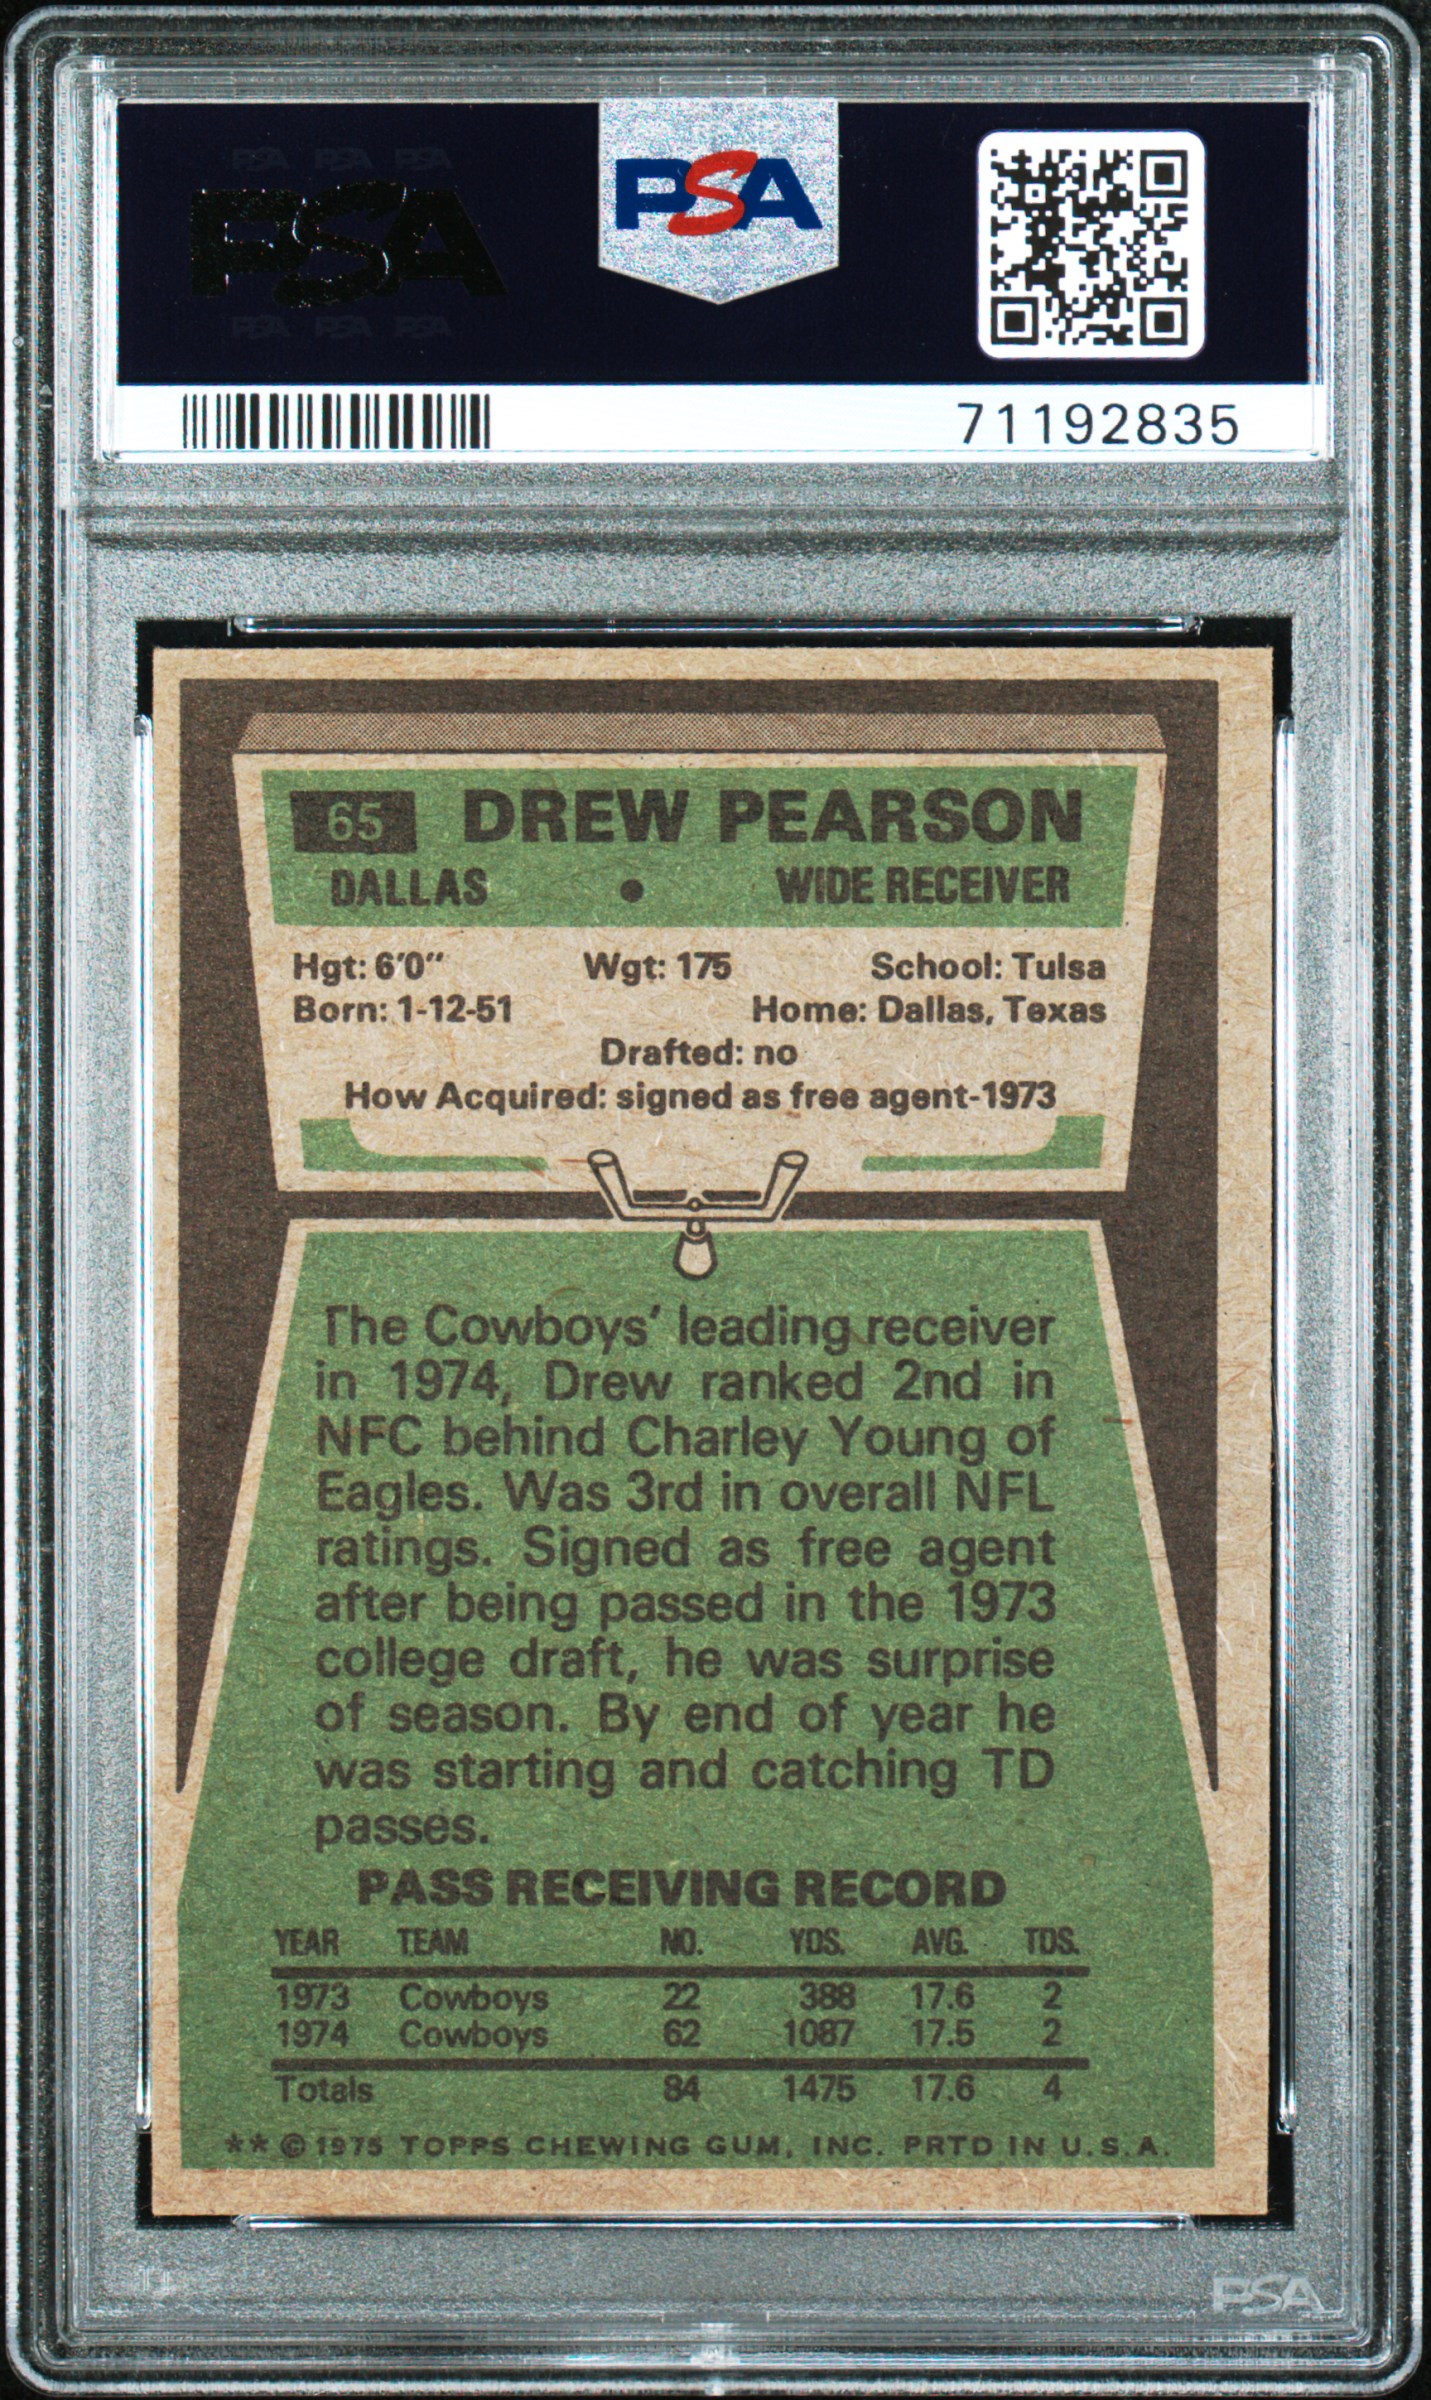 PSA PSA PSA
PSA
PSA PSA PSA
PSA
71192835
65 DREW PEARSON
DALLAS • WIDE RECEIVER
Hgt: 6'0" Wgt: 175 School: Tulsa
Born: 1-12-51 Home: Dallas, Texas
Drafted: no
How Acquired: signed as free agent-1973
The Cowboys' leading receiver
in 1974, Drew ranked 2nd in
NFC behind Charley Young of
Eagles. Was 3rd in overall NFL
ratings. Signed as free agent
after being passed in the 1973
college draft, he was surprise
of season. By end of year he
was starting and catching TD
passes.
PASS RECEIVING RECORD
YEAR TEAM NO. YDS. AVG. TDS.
1973 Cowboys 22 388 17.6 2
1974 Cowboys 62 1087 17.5 2
Totals 84 1475 17.6 4
** © 1975 TOPPS CHEWING GUM, INC. PRTD IN U.S.A.
PSA